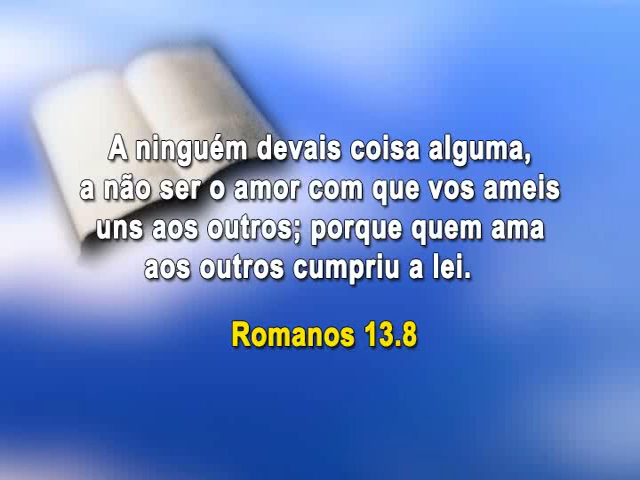 A ninguém devais coisa alguma,
a não ser o amor com que vos ameis
uns aos outros; porque quem ama
aos outros cumpriu a lei.
Romanos 13.8